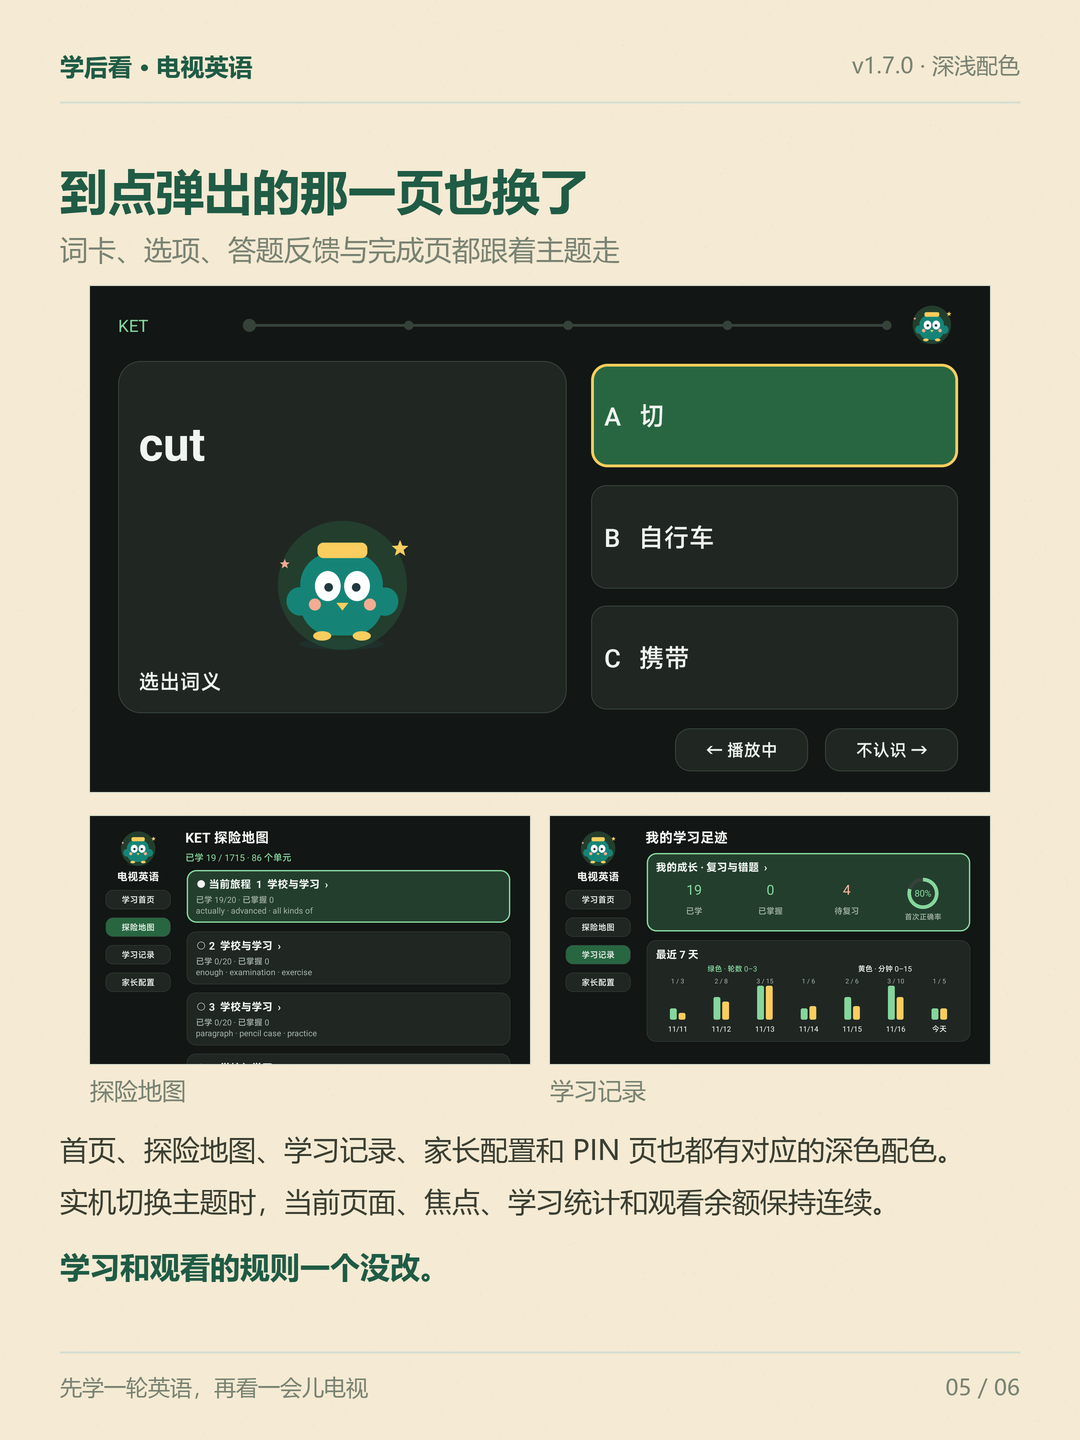 学后看 • 电视英语
v1.7.0 · 深浅配色
到点弹出的那一页也换了
词卡、选项、答题反馈与完成页都跟着主题走
KET
cut
选出词义
A 切
B 自行车
C 携带
← 播放中
不认识 →
电视英语
学习首页
探险地图
学习记录
家长配置
KET 探险地图
已学 19 / 1715 · 86 个单元
● 当前旅程 1 学校与学习 ›
已学 19/20 · 已掌握 0
actually · advanced · all kinds of
○ 2 学校与学习 ›
已学 0/20 · 已掌握 0
enough · examination · exercise
○ 3 学校与学习 ›
已学 0/20 · 已掌握 0
paragraph · pencil case · practice
探险地图
电视英语
学习首页
探险地图
学习记录
家长配置
我的学习足迹
我的成长 · 复习与错题 ›
19
已学
0
已掌握
4
待复习
80%
首次正确率
最近 7 天
绿色 · 轮数 0–3
黄色 · 分钟 0–15
1 / 3
2 / 8
3 / 15
1 / 6
2 / 6
3 / 10
1 / 5
11/11
11/12
11/13
11/14
11/15
11/16
今天
学习记录
首页、探险地图、学习记录、家长配置和 PIN 页也都有对应的深色配色。
实机切换主题时，当前页面、焦点、学习统计和观看余额保持连续。
学习和观看的规则一个没改。
先学一轮英语，再看一会儿电视
05 / 06